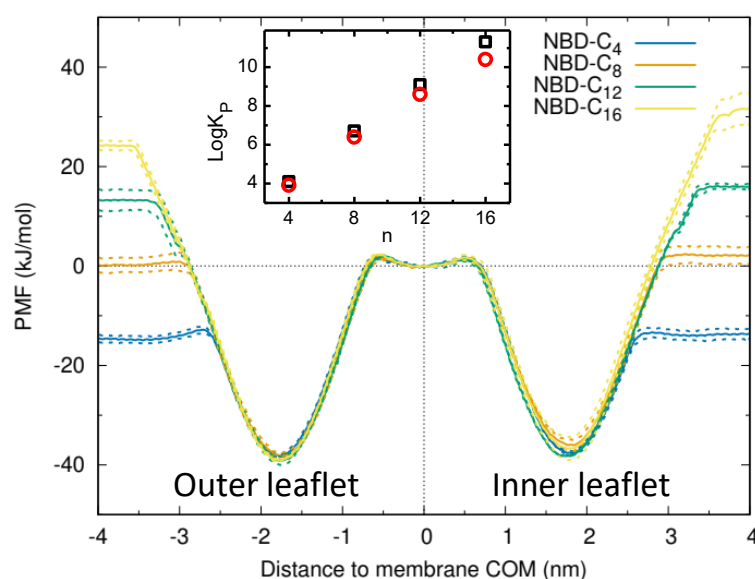 40
20
0
-20
-40
PMF (kJ/mol)
-4 -3 -2 -1 0 1 2 3 4
Distance to membrane COM (nm)
10
8
6
4
LogK_P
4 8 12 16
n
NBD-C₄
NBD-C₈
NBD-C₁₂
NBD-C₁₆
Outer leaflet
Inner leaflet